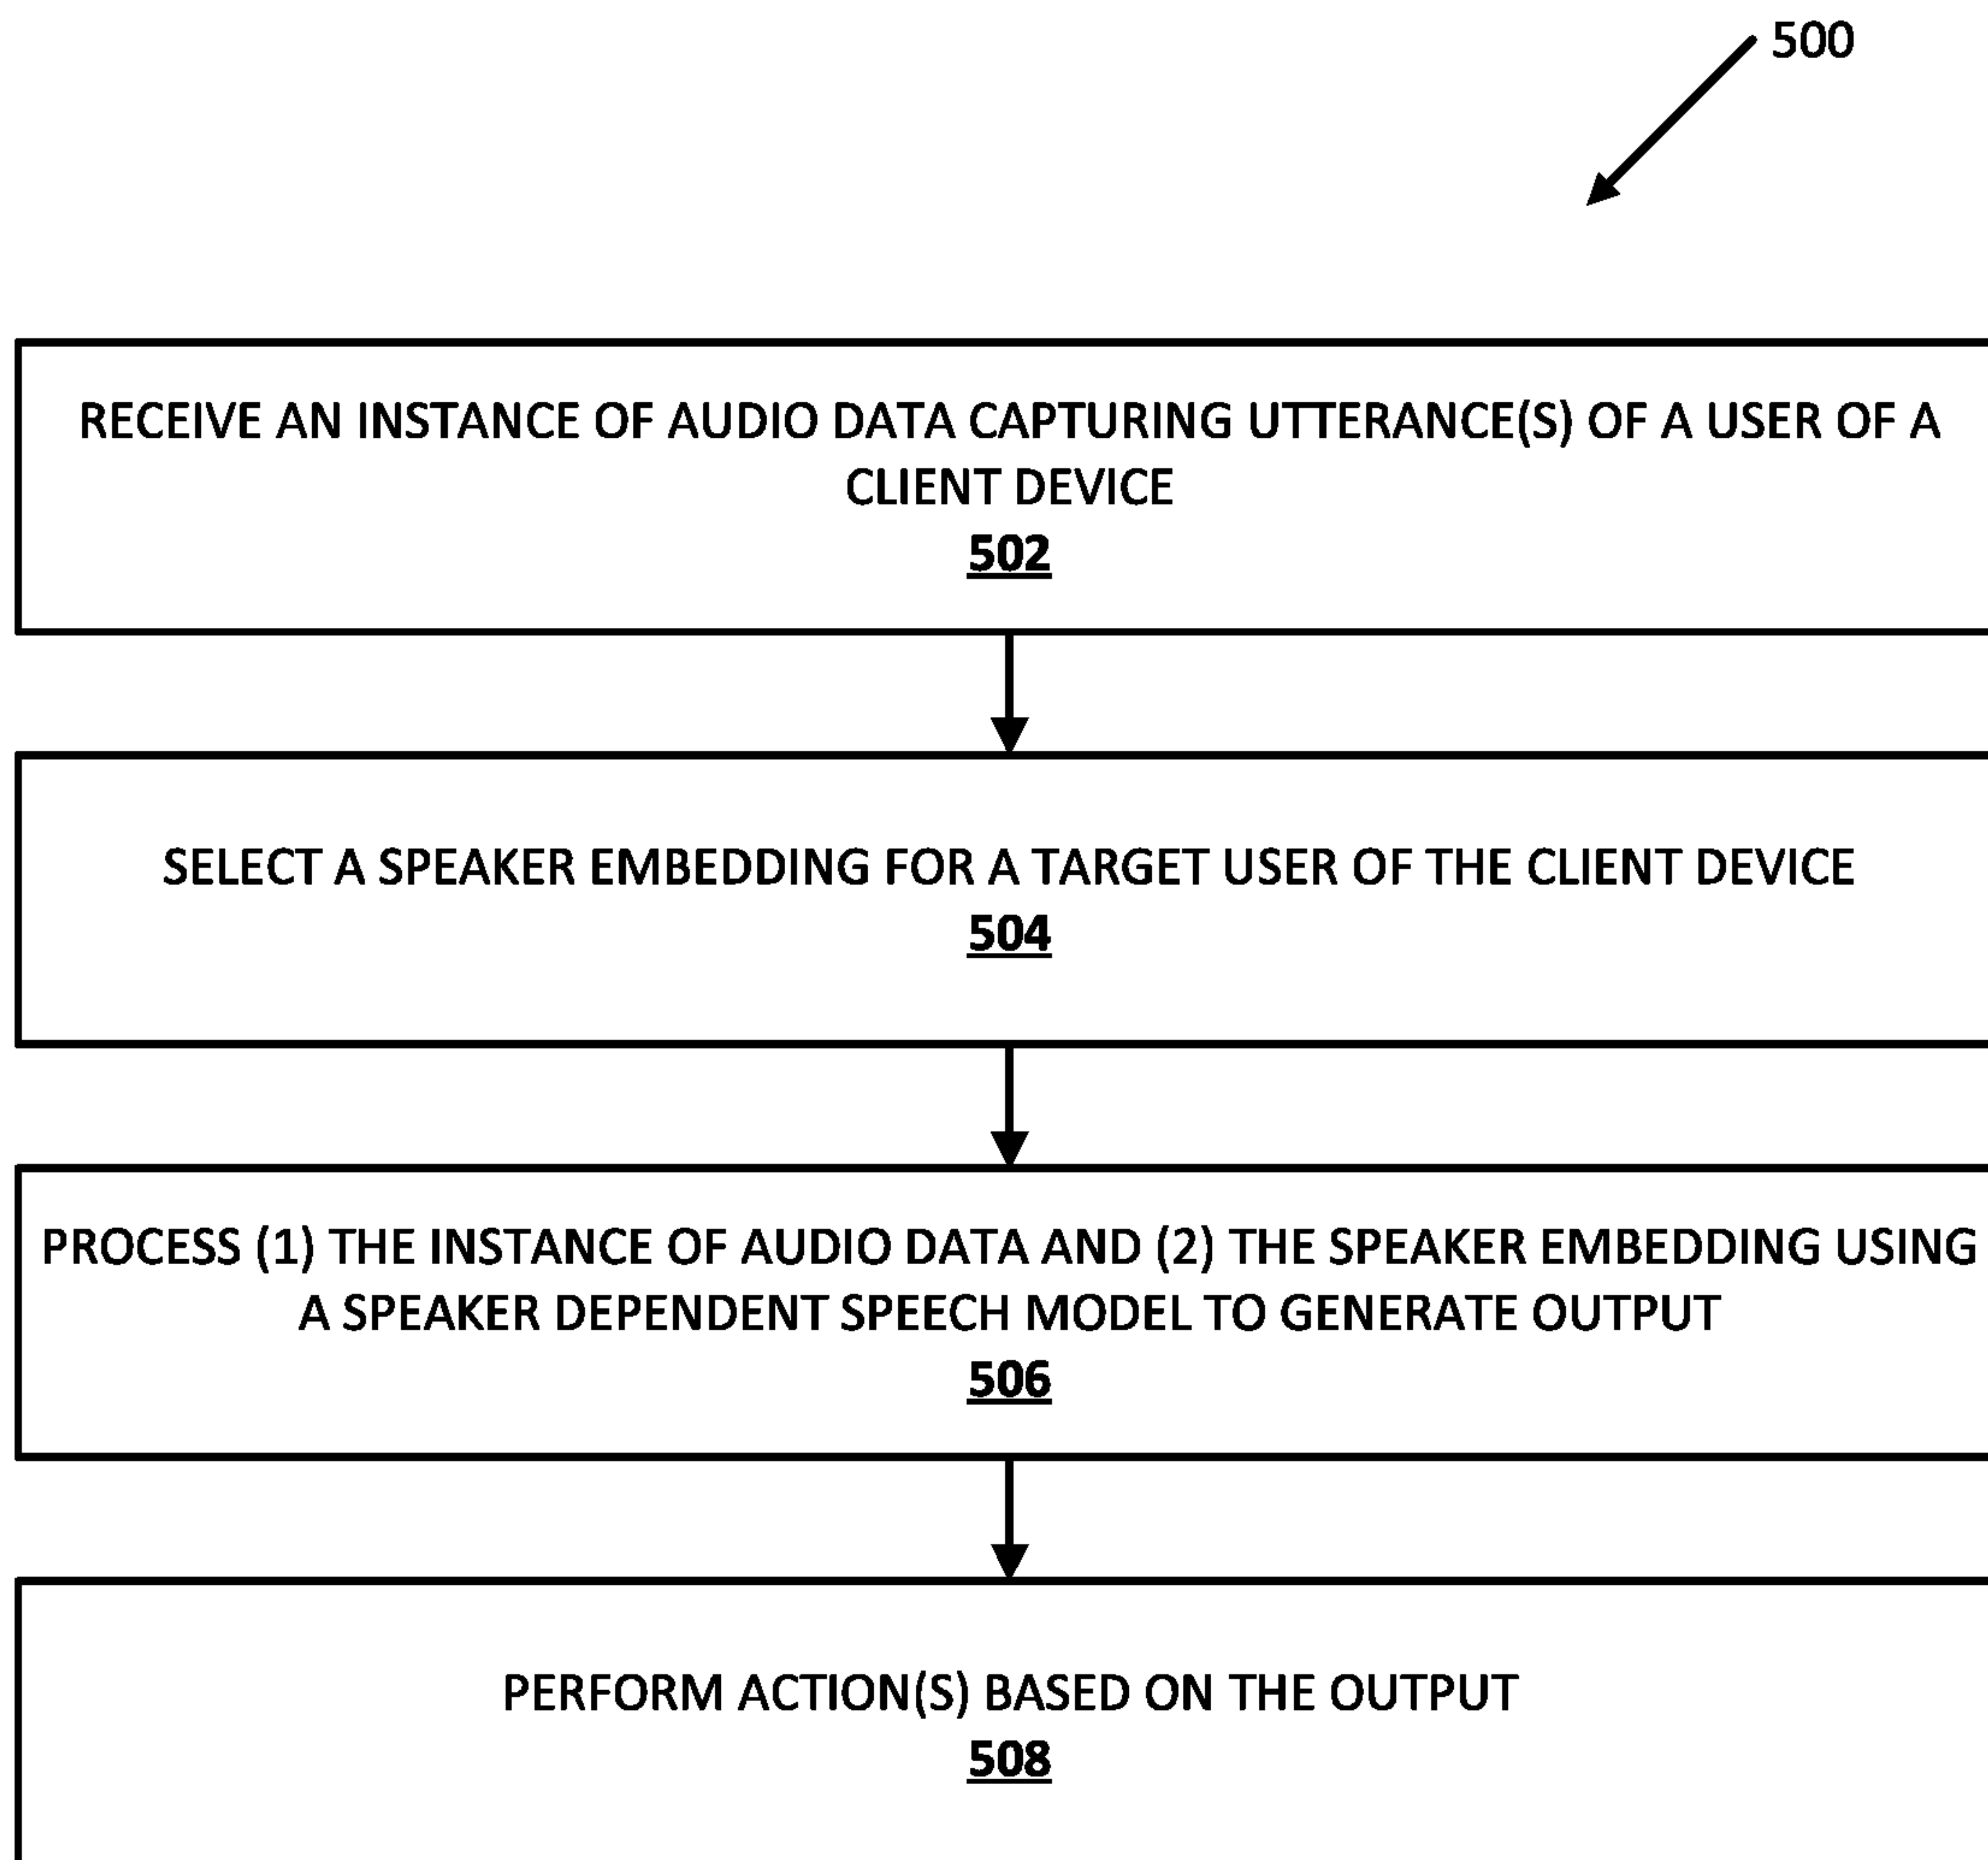 500
RECEIVE AN INSTANCE OF AUDIO DATA CAPTURING UTTERANCE(S) OF A USER OF A
CLIENT DEVICE
502
SELECT A SPEAKER EMBEDDING FOR A TARGET USER OF THE CLIENT DEVICE
504
PROCESS (1) THE INSTANCE OF AUDIO DATA AND (2) THE SPEAKER EMBEDDING USING
A SPEAKER DEPENDENT SPEECH MODEL TO GENERATE OUTPUT
506
PERFORM ACTION(S) BASED ON THE OUTPUT
508